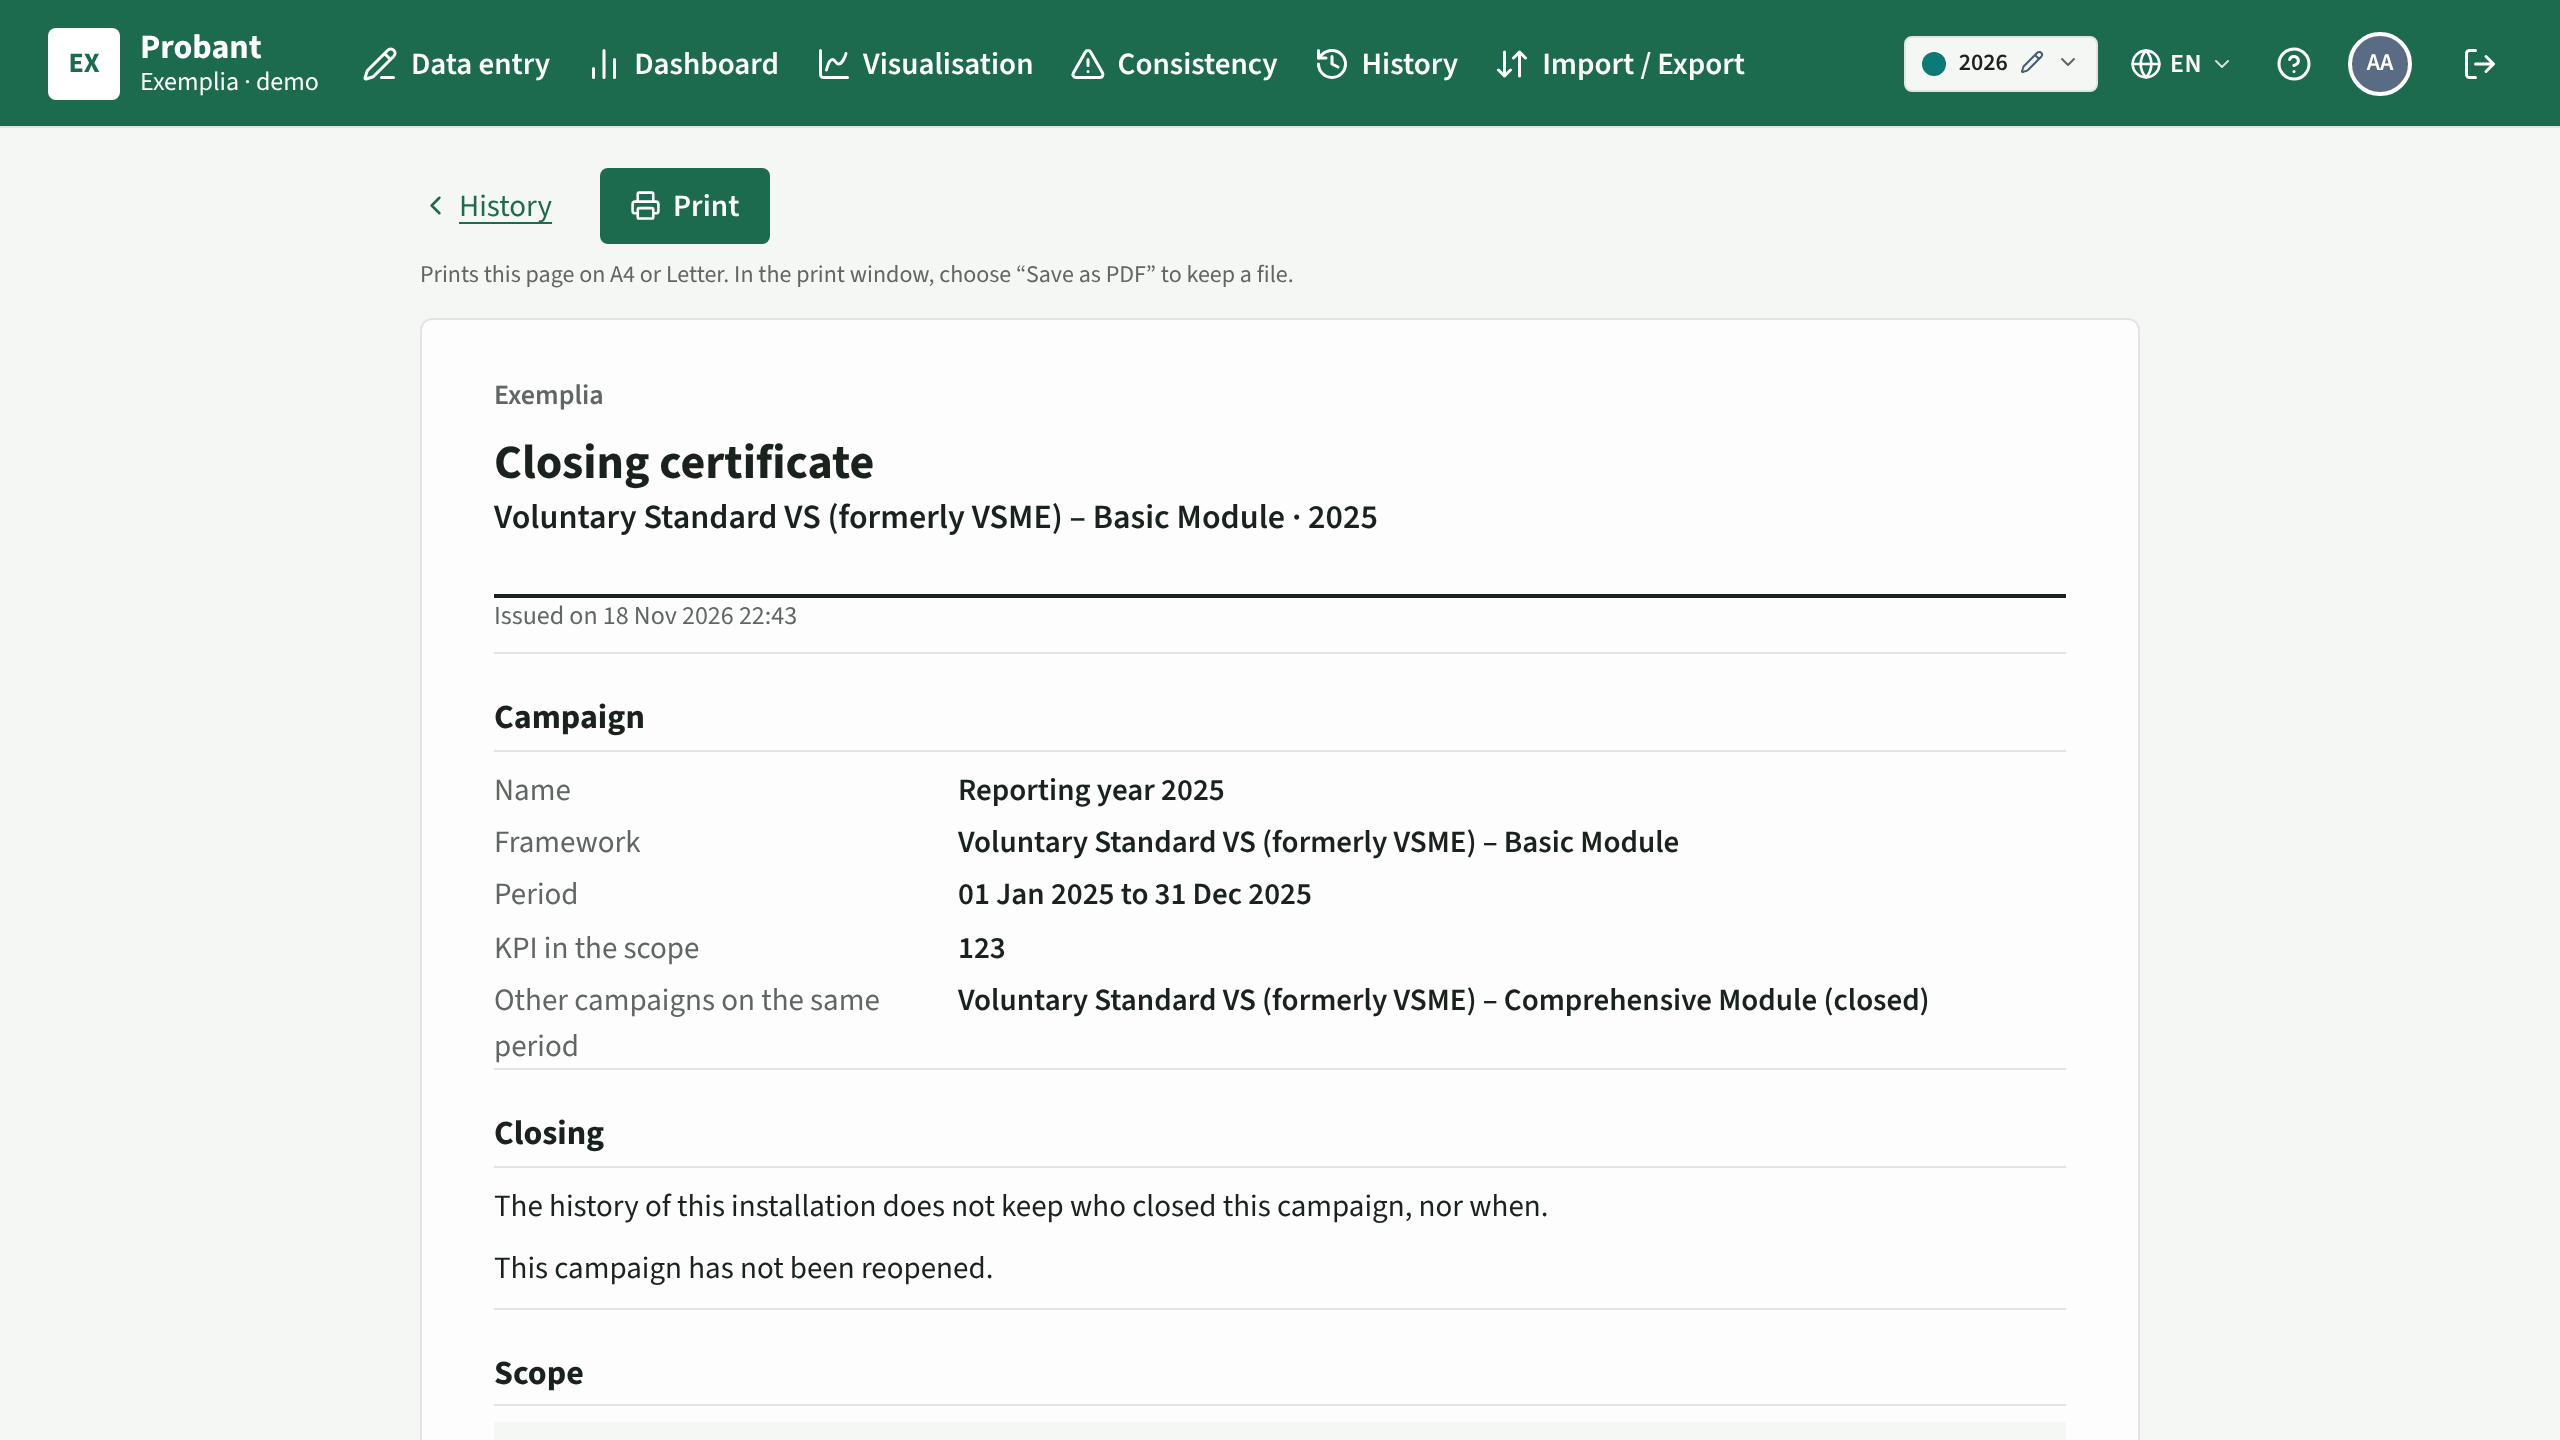 EX
Probant
Exemplia · demo
Data entry
Dashboard
Visualisation
Consistency
History
Import / Export
2026
EN
AA
History
Print
Prints this page on A4 or Letter. In the print window, choose “Save as PDF” to keep a file.
Exemplia
Closing certificate
Voluntary Standard VS (formerly VSME) – Basic Module · 2025
Issued on 18 Nov 2026 22:43
Campaign
Name Reporting year 2025
Framework Voluntary Standard VS (formerly VSME) – Basic Module
Period 01 Jan 2025 to 31 Dec 2025
KPI in the scope 123
Other campaigns on the same Voluntary Standard VS (formerly VSME) – Comprehensive Module (closed)
period
Closing
The history of this installation does not keep who closed this campaign, nor when.
This campaign has not been reopened.
Scope